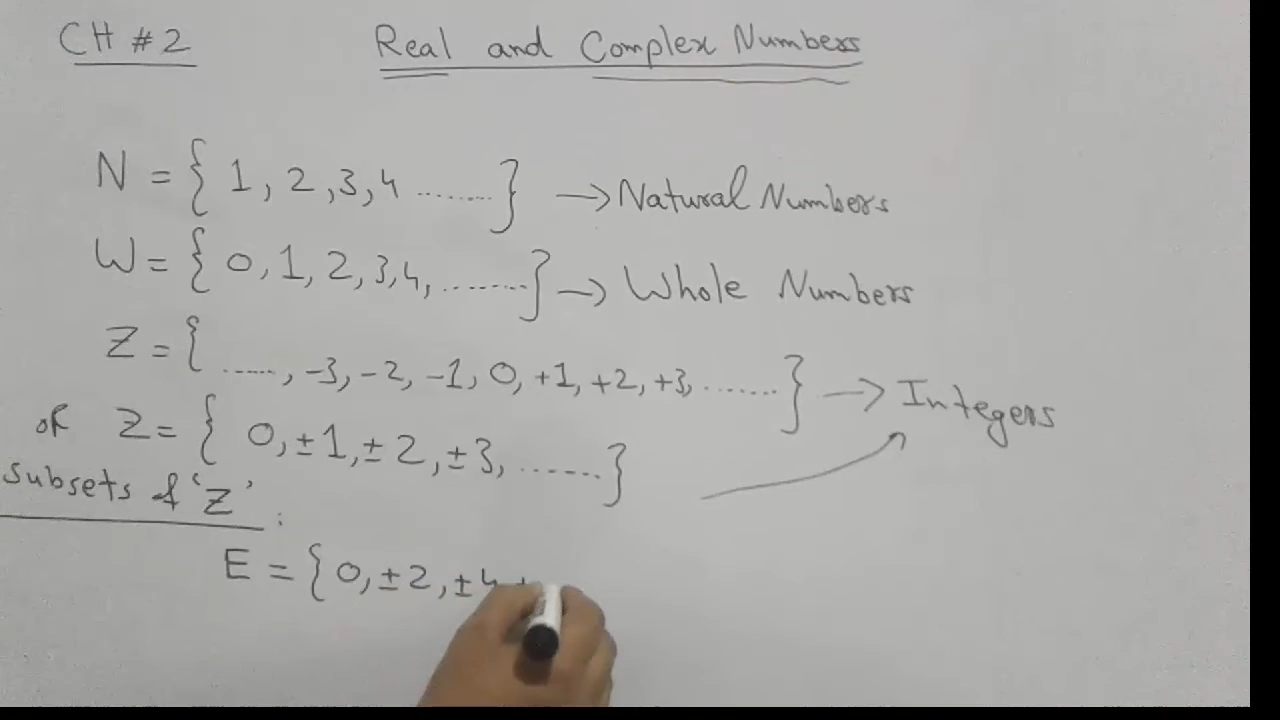 CH # 2 Real and Complex Numbers
N = { 1, 2, 3, 4 ........ } → Natural Numbers
W = { 0, 1, 2, 3, 4, ........ } → Whole Numbers
Z = { ......, -3, -2, -1, 0, +1, +2, +3, ........ } → Integers
or Z = { 0, ±1, ±2, ±3, ....... }
subsets of 'Z' :
E = { 0, ±2, ±4